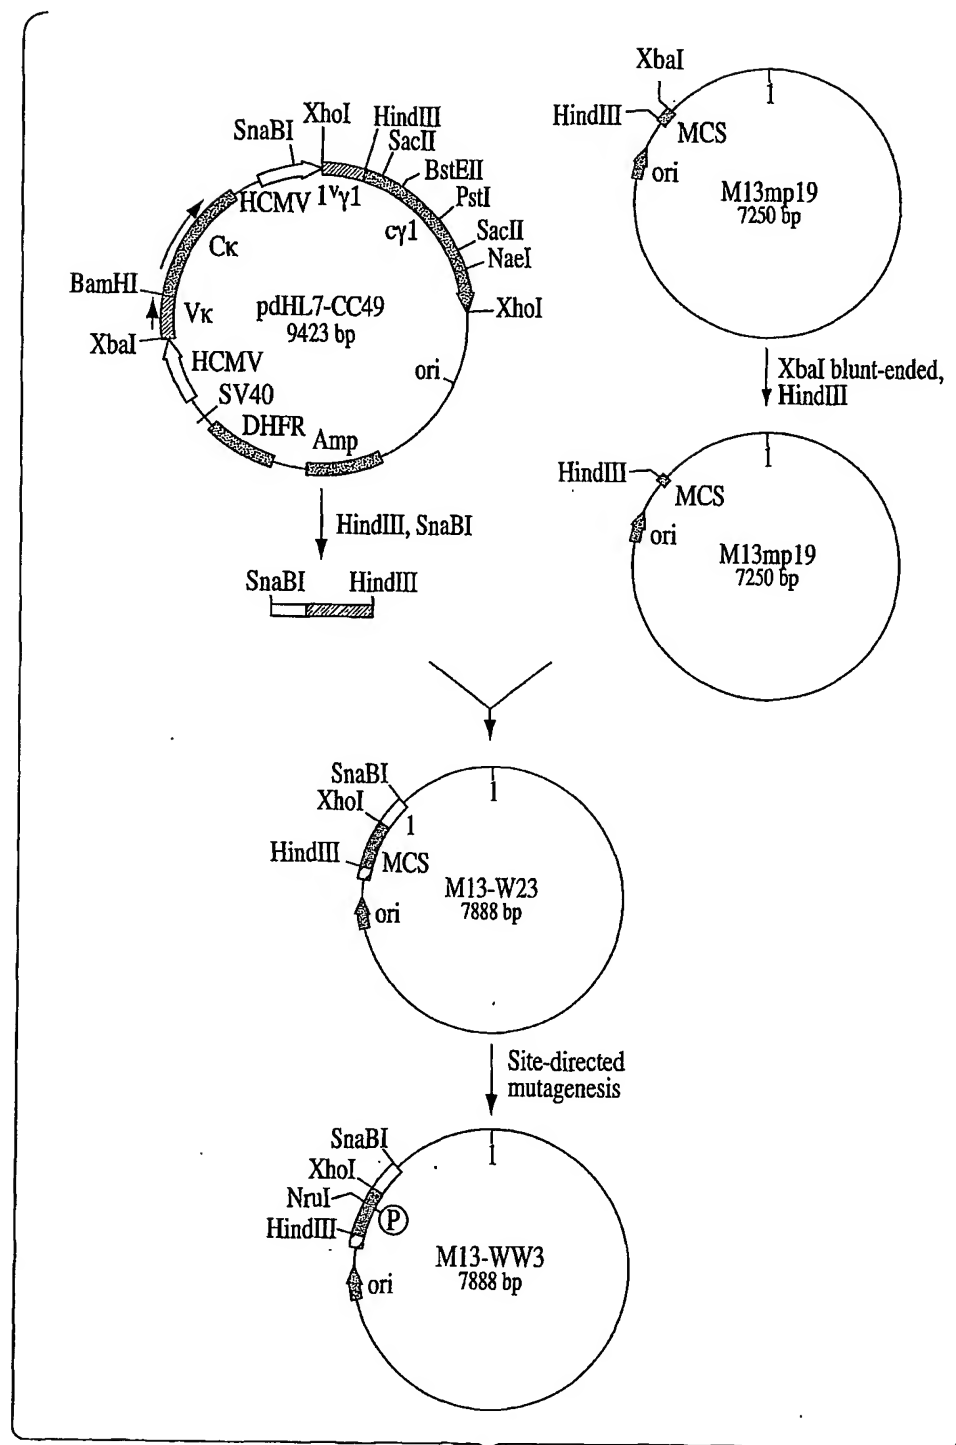 XhoI
HindIII
SnaBI
SacII
BstEII
PstI
HCMV
1vγ1
cγ1
SacII
NaeI
Cκ
BamHI
Vκ
pdHL7-CC49
9423 bp
XhoI
XbaI
HCMV
ori
SV40
DHFR
Amp
HindIII, SnaBI
SnaBI
HindIII
XbaI
1
HindIII
MCS
ori
M13mp19
7250 bp
XbaI blunt-ended,
HindIII
1
HindIII
MCS
ori
M13mp19
7250 bp
SnaBI
1
XhoI
1
HindIII
MCS
M13-W23
7888 bp
ori
Site-directed
mutagenesis
SnaBI
1
XhoI
NruI
P
HindIII
M13-WW3
7888 bp
ori